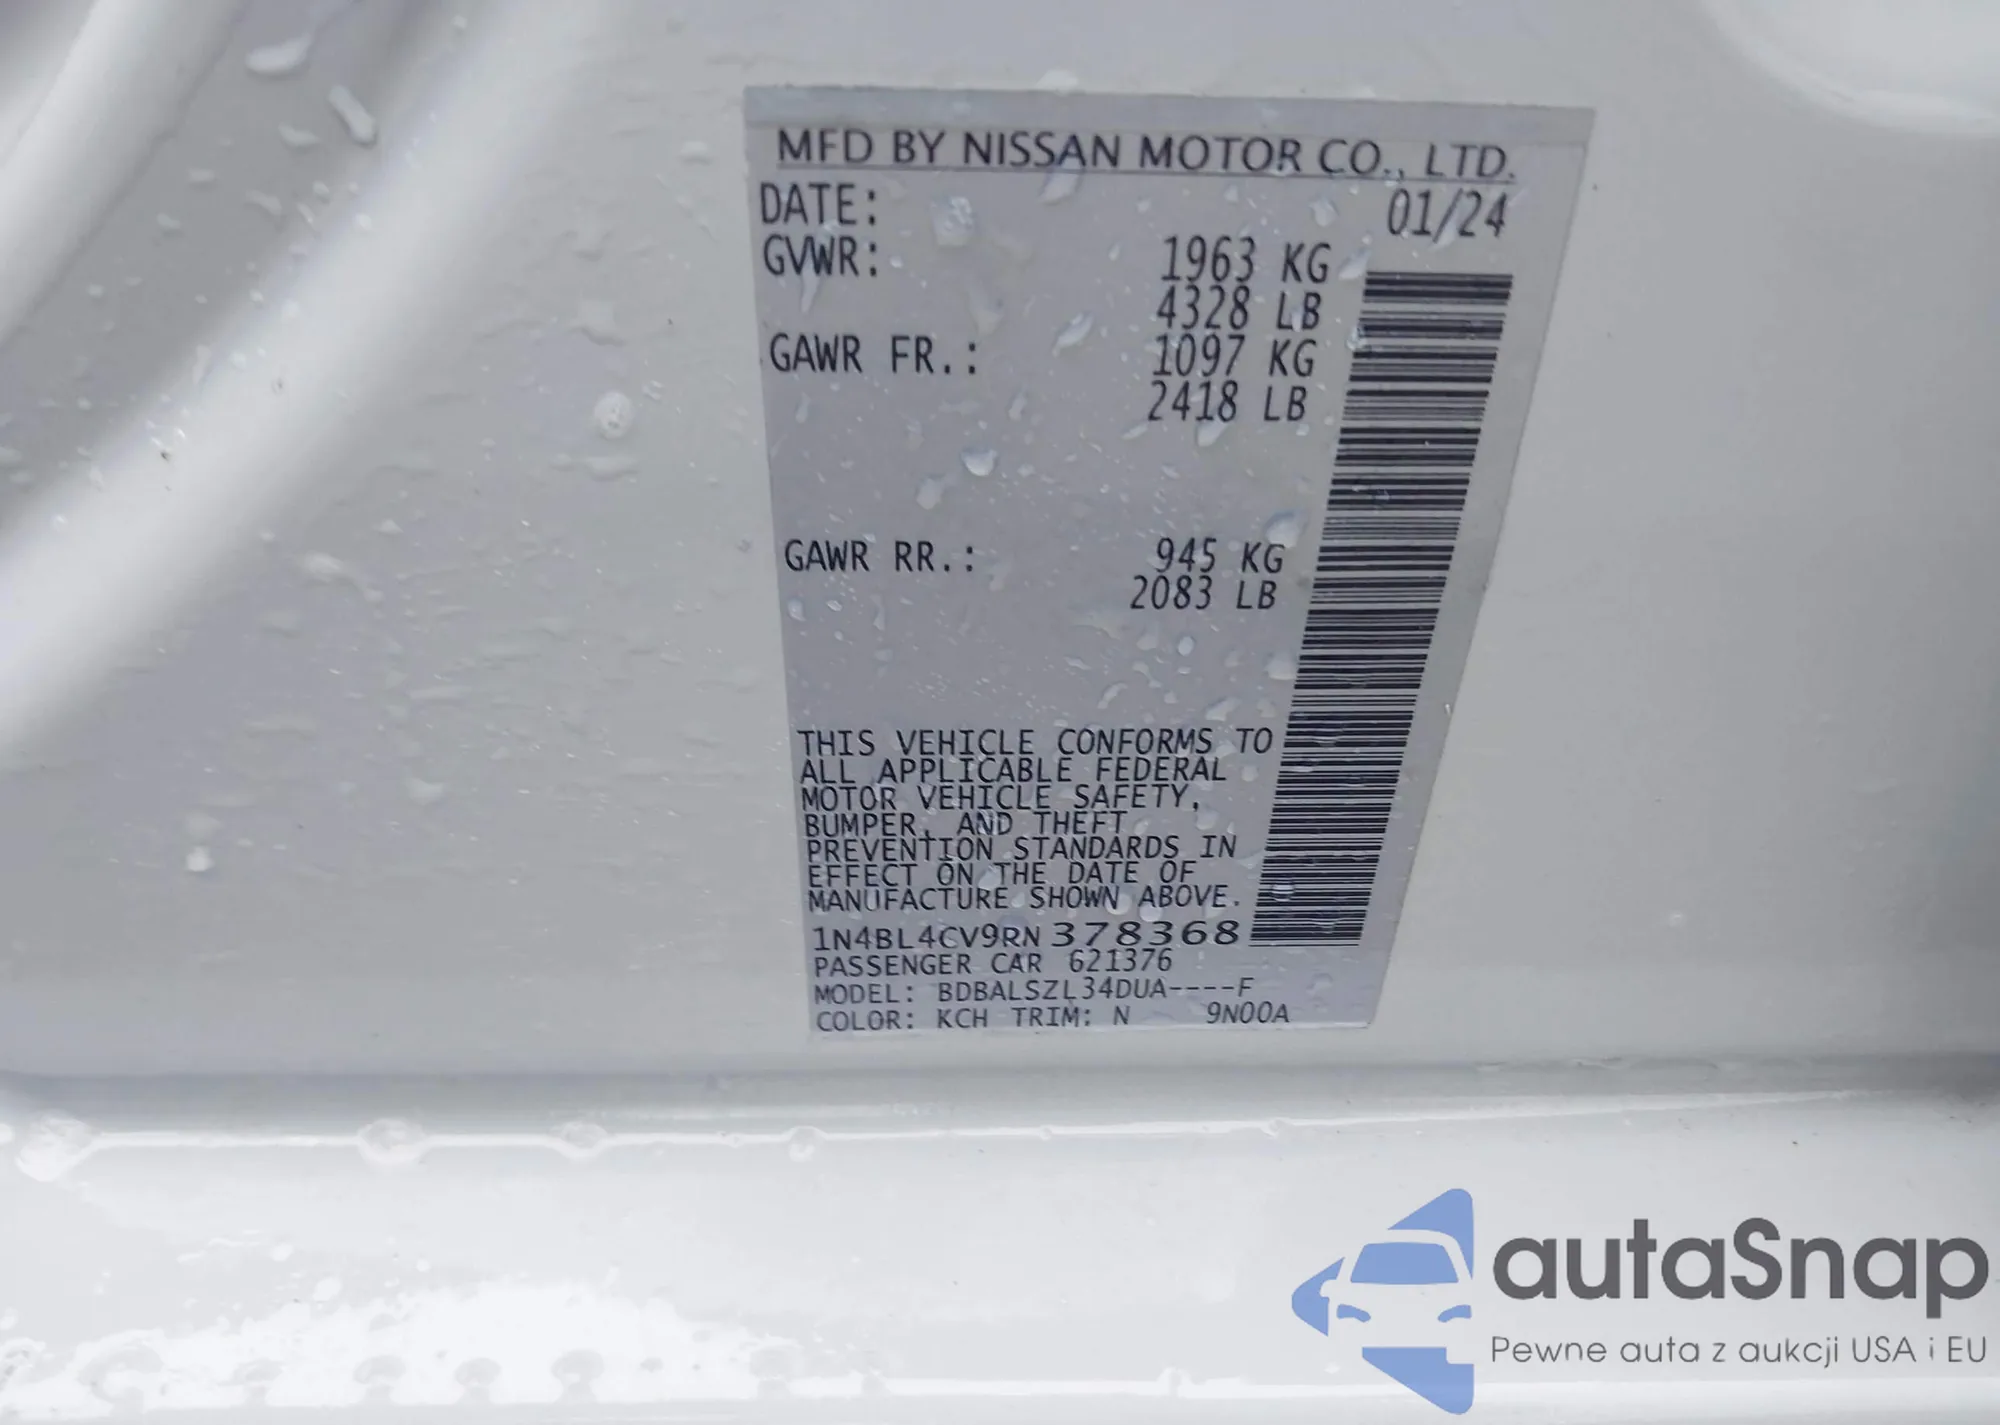 MFD BY NISSAN MOTOR CO., LTD.
DATE: 01/24
GVWR: 1963 KG
4328 LB
GAWR FR.: 1097 KG
2418 LB
GAWR RR.: 945 KG
2083 LB
THIS VEHICLE CONFORMS TO
ALL APPLICABLE FEDERAL
MOTOR VEHICLE SAFETY,
BUMPER, AND THEFT
PREVENTION STANDARDS IN
EFFECT ON THE DATE OF
MANUFACTURE SHOWN ABOVE.
1N4BL4CV9RN378368
PASSENGER CAR 621376
MODEL: BDBALSZL34DUA----F
COLOR: KCH TRIM: N 9N00A
autaSnap
Pewne auta z aukcji USA i EU